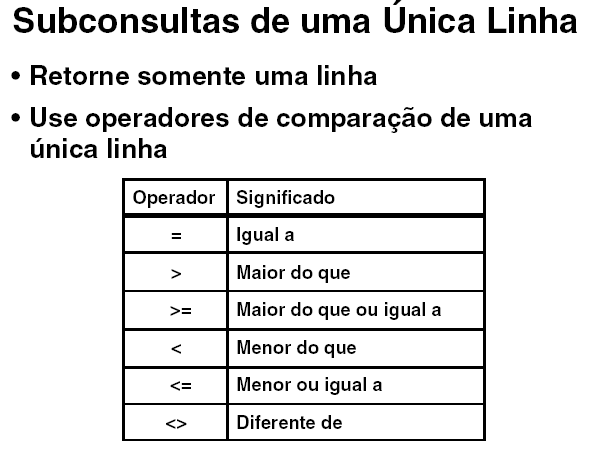 Subconsultas de uma Única Linha
• Retorne somente uma linha
• Use operadores de comparação de uma
única linha
Operador Significado
= Igual a
> Maior do que
>= Maior do que ou igual a
< Menor do que
<= Menor ou igual a
<> Diferente de